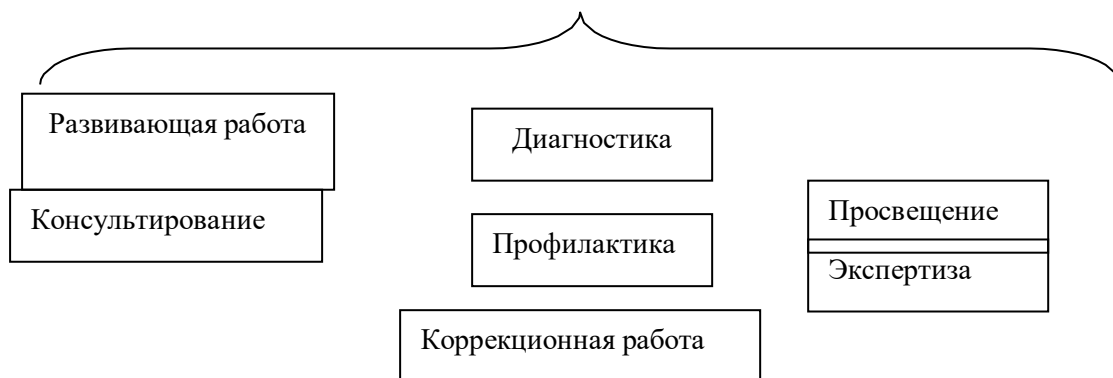 Развивающая работа
Диагностика
Консультирование
Просвещение
Профилактика
Экспертиза
Коррекционная работа